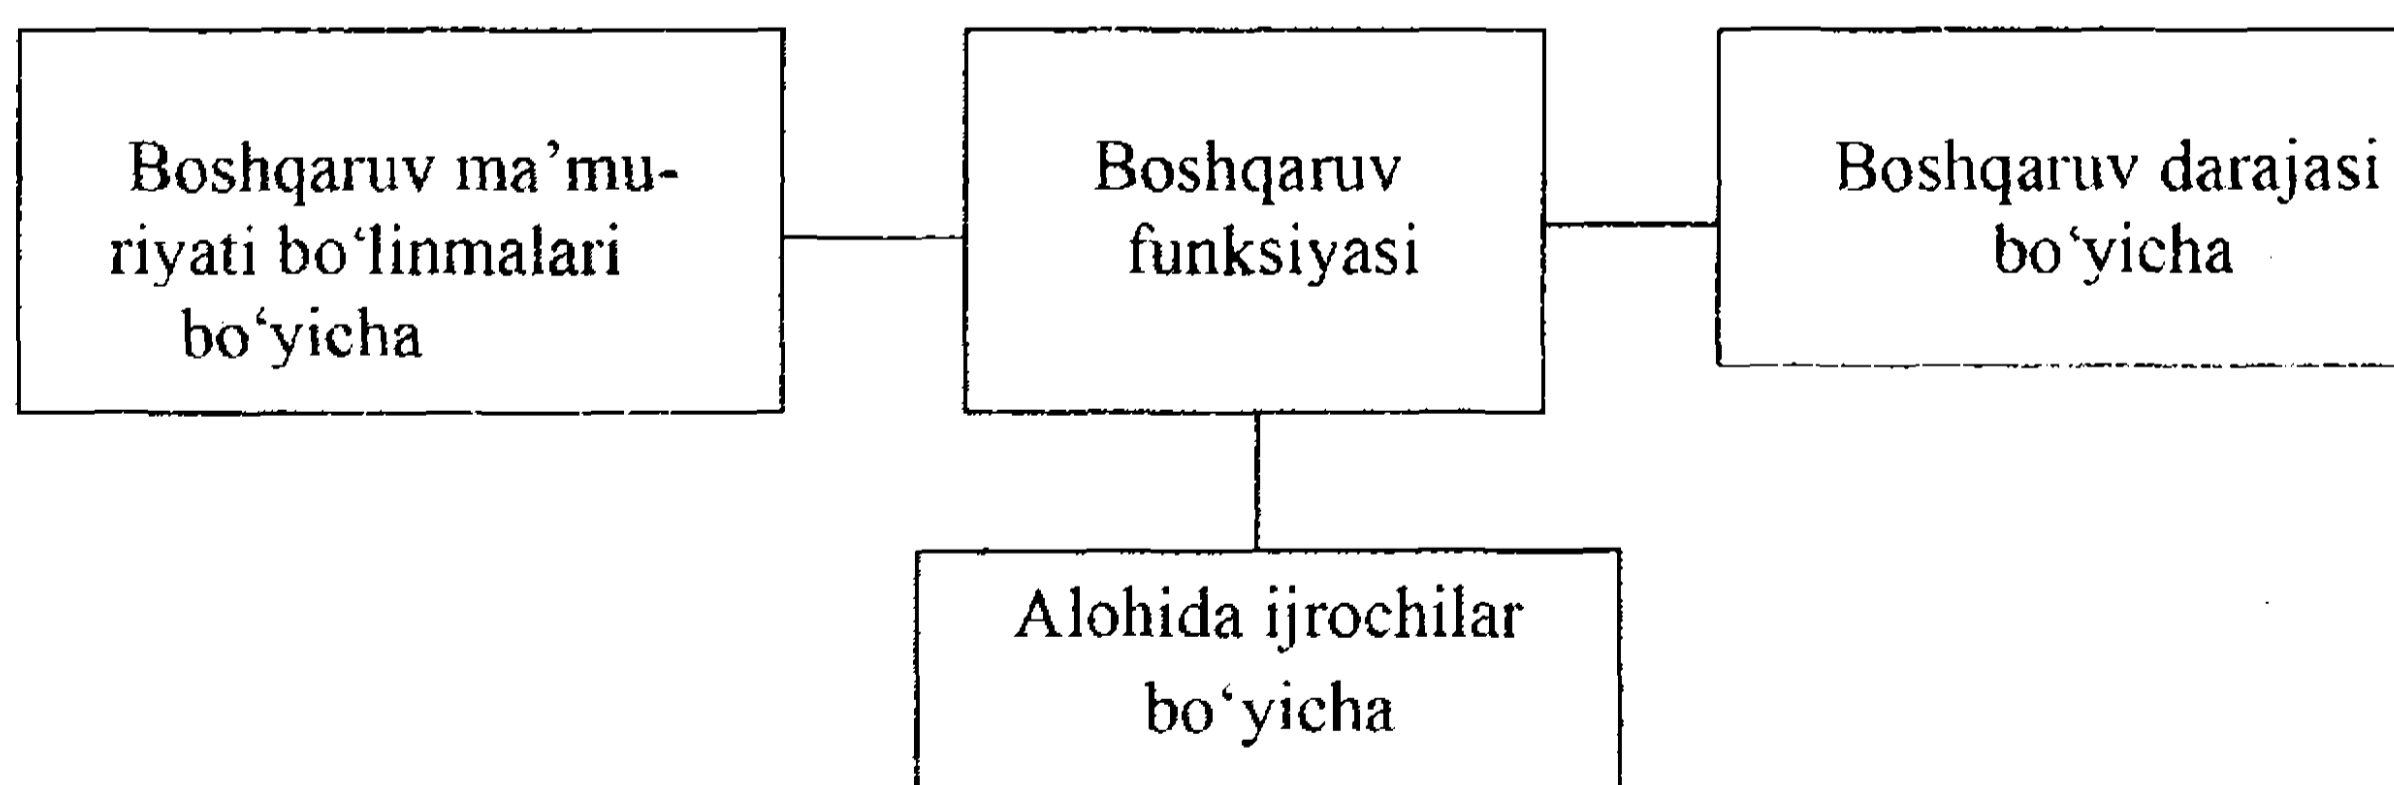 Boshqaruv ma’mu-
riyati bo‘linmalari
bo‘yicha
Boshqaruv
funksiyasi
Boshqaruv darajasi
bo‘yicha
Alohida ijrochilar
bo‘yicha